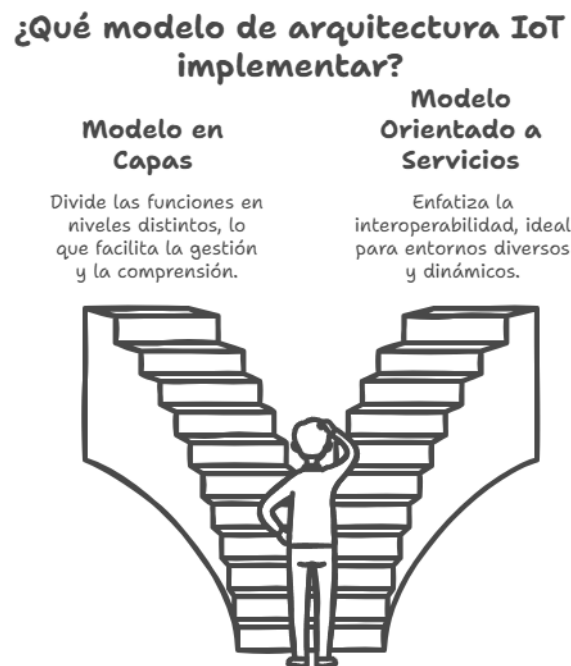 ¿Qué modelo de arquitectura IoT
implementar?
Modelo en
Capas
Divide las funciones en
niveles distintos, lo
que facilita la gestión
y la comprensión.
Modelo
Orientado a
Servicios
Enfatiza la
interoperabilidad, ideal
para entornos diversos
y dinámicos.